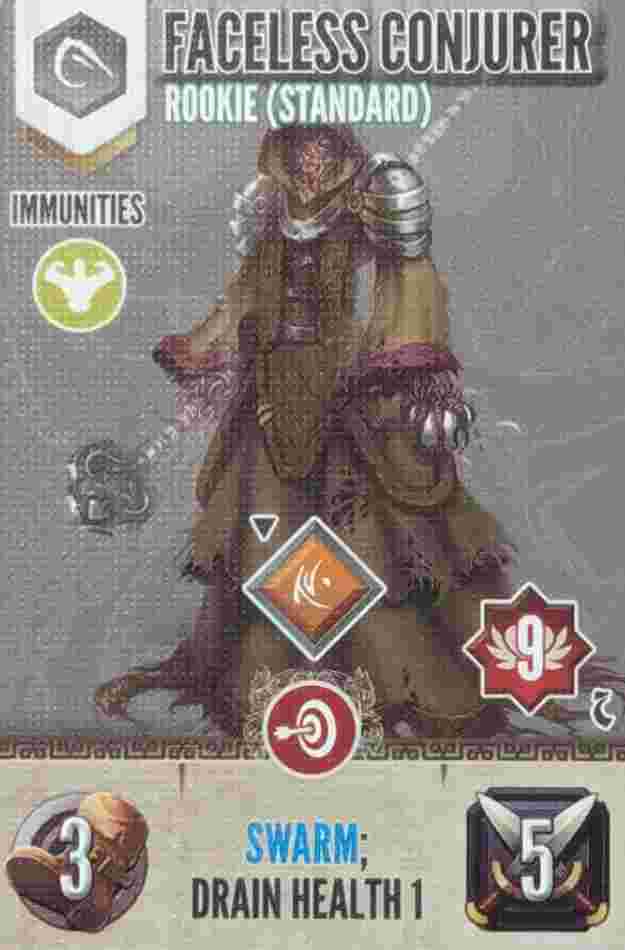 FACELESS CONJURER
ROOKIE (STANDARD)
IMMUNITIES
9
3
SWARM;
DRAIN HEALTH 1
5